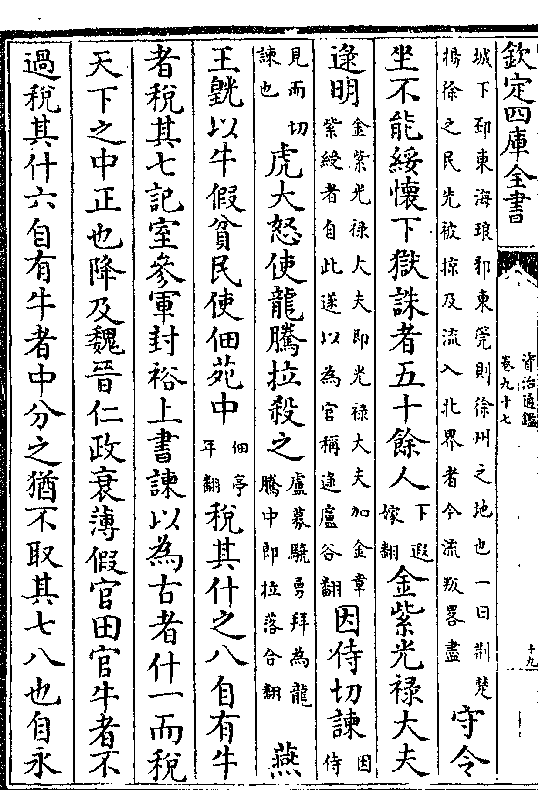 欽定四庫全書
資治通鑑
卷九十七
十九
城下邳東海琅邪東莞則徐州之地也一曰荆楚
揚徐之民先被掠及流入北界者今流叛畧盡
守令
坐不能綏懷下獄誅者五十餘人
下遐
嫁翻
金紫光禄大夫
逯明
金紫光禄大夫即光禄大夫加金章
紫綬者自此遂以為官稱逯盧谷翻
因侍切諫
因
侍
見而切
諫也
虎大怒使龍騰拉殺之
虎募驍勇拜為龍
騰中郎拉落合翻
燕
王皝以牛假貧民使佃苑中
佃亭
年翻
税其什之八自有牛
者税其七記室參軍封裕上書諫以為古者什一而税
天下之中正也降及魏晉仁政衰薄假官田官牛者不
過税其什六自有牛者中分之猶不取其七八也自永